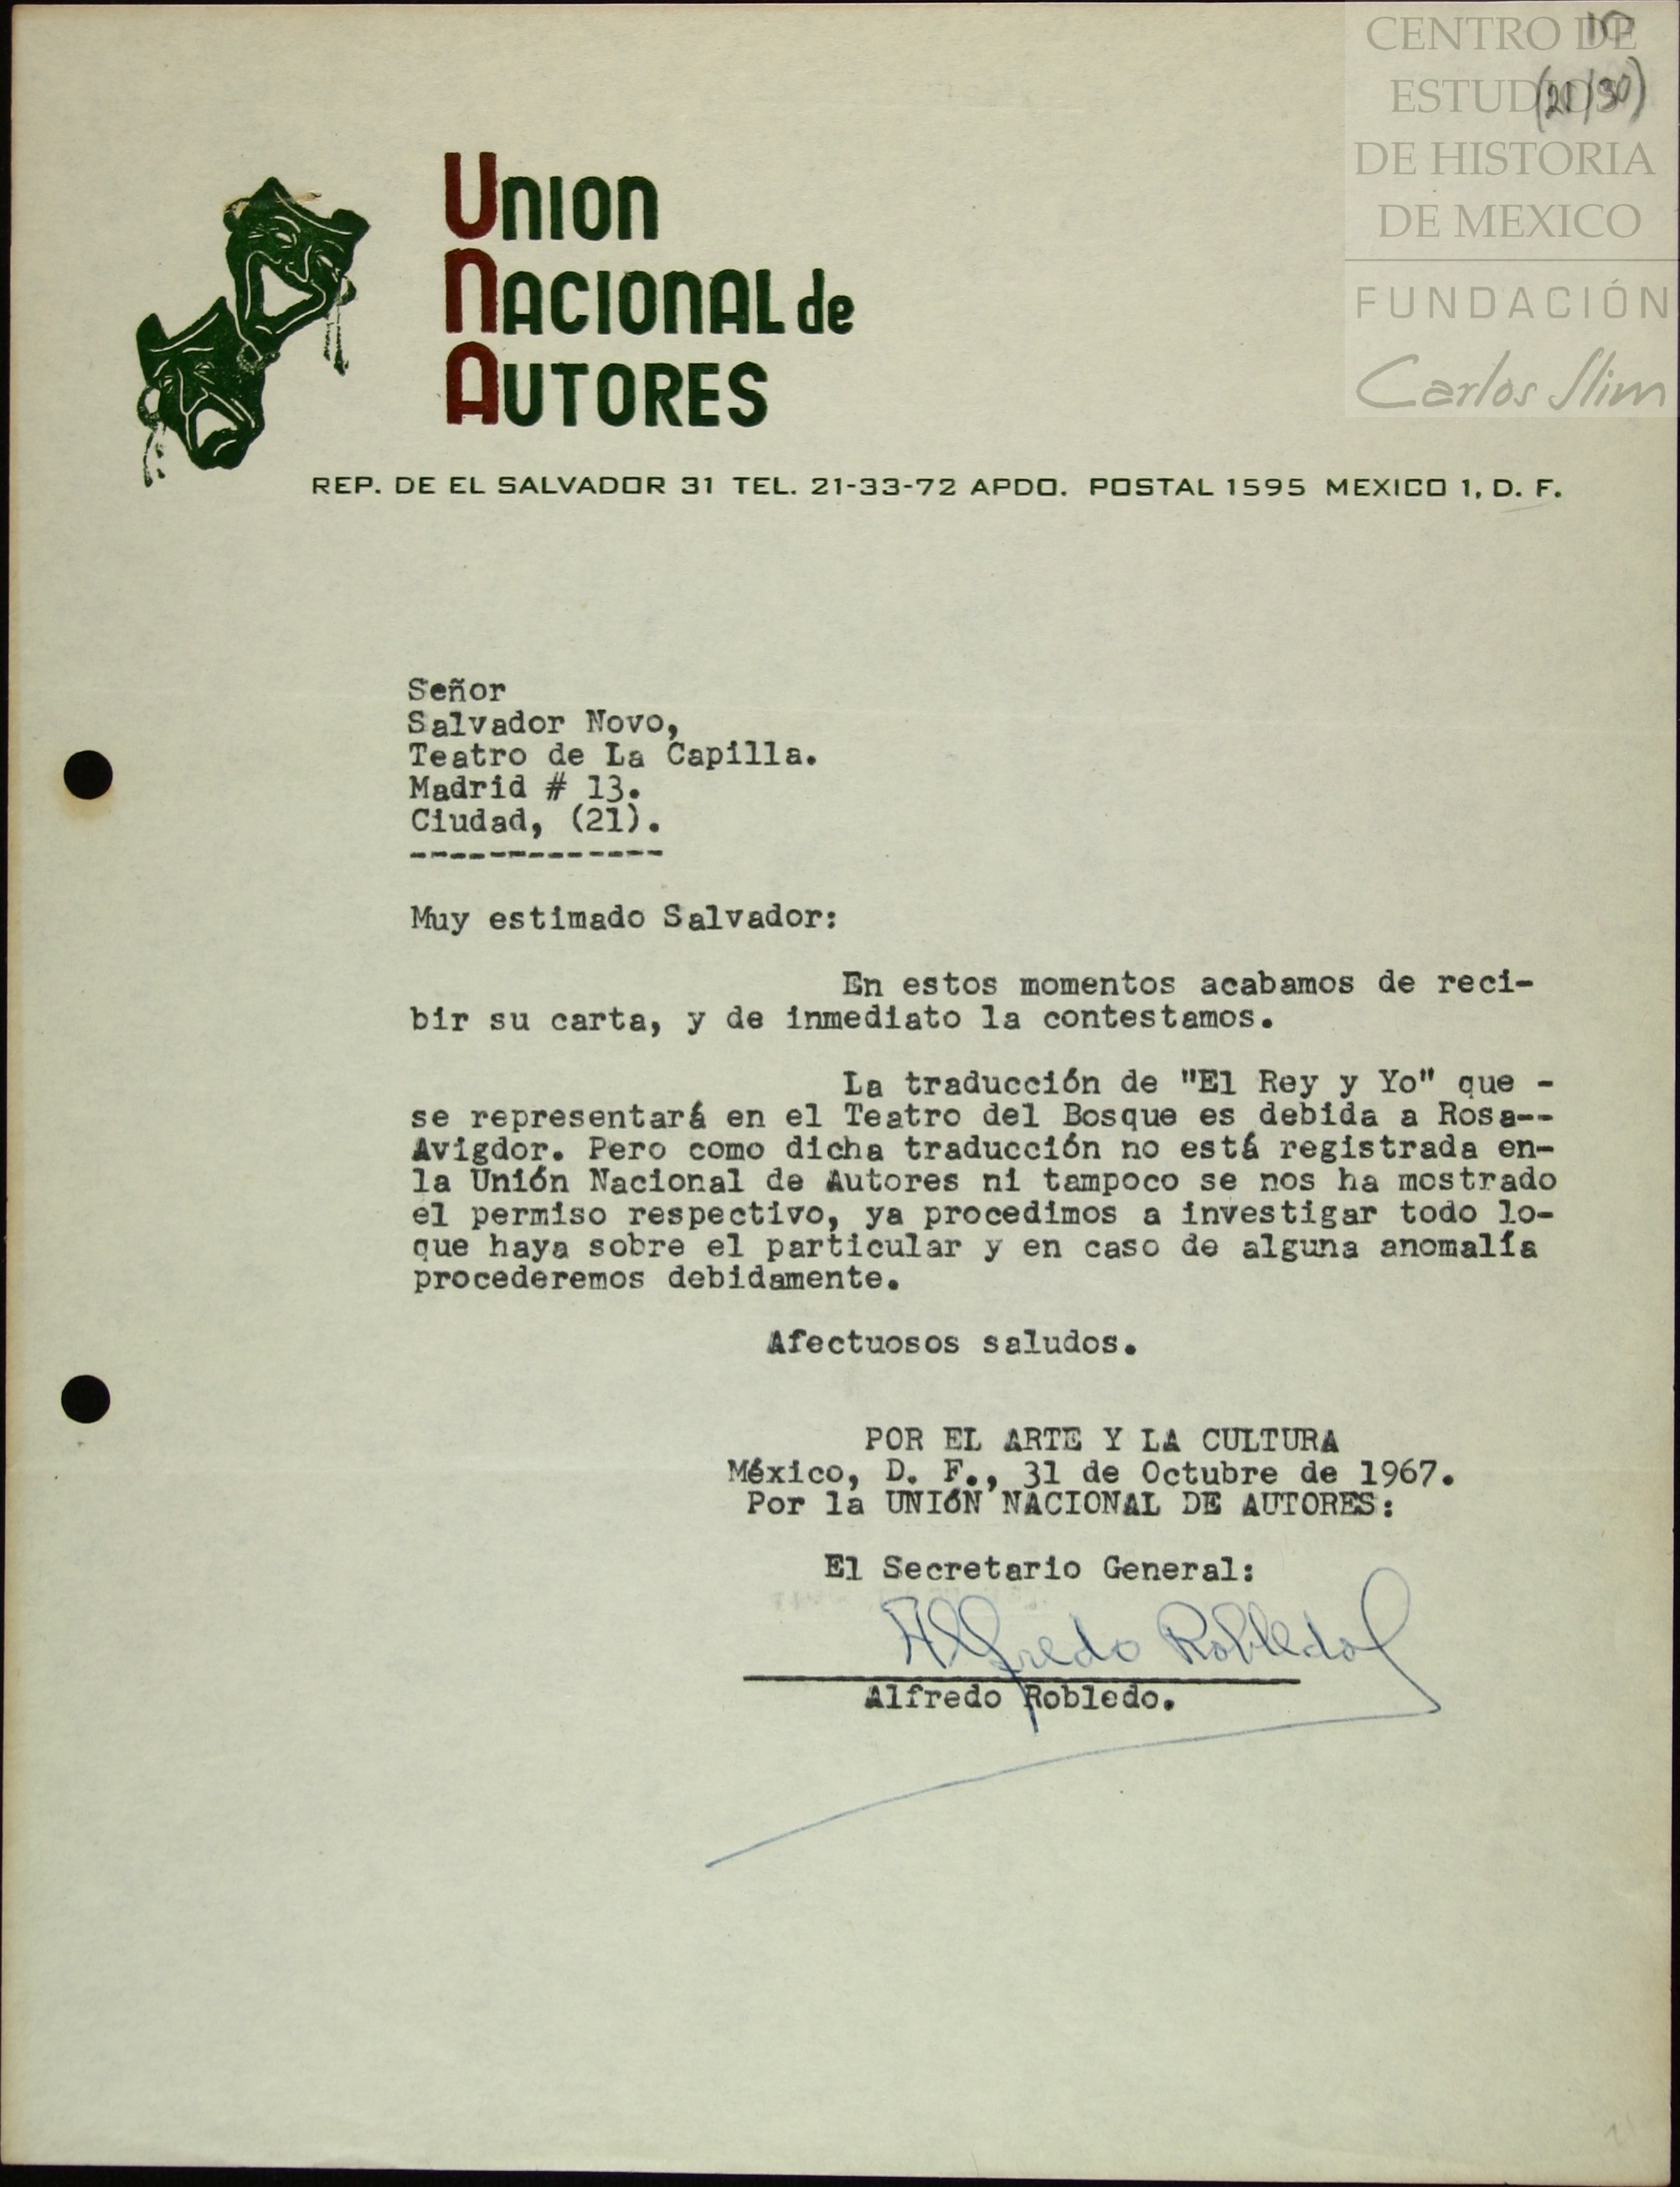 10
(21/30)
CENTRO DE
ESTUDIOS
DE HISTORIA
DE MEXICO
FUNDACIÓN
Carlos Slim
UNION
NACIONAL de
AUTORES
REP. DE EL SALVADOR 31 TEL. 21-33-72 APDO. POSTAL 1595 MEXICO 1, D. F.
Señor
Salvador Novo,
Teatro de La Capilla.
Madrid # 13.
Ciudad, (21).
-------------
Muy estimado Salvador:
En estos momentos acabamos de reci-
bir su carta, y de inmediato la contestamos.
La traducción de "El Rey y Yo" que -
se representará en el Teatro del Bosque es debida a Rosa--
Avigdor. Pero como dicha traducción no está registrada en-
la Unión Nacional de Autores ni tampoco se nos ha mostrado
el permiso respectivo, ya procedimos a investigar todo lo-
que haya sobre el particular y en caso de alguna anomalía
procederemos debidamente.
Afectuosos saludos.
POR EL ARTE Y LA CULTURA
México, D. F., 31 de Octubre de 1967.
Por la UNIóN NACIONAL DE AUTORES:
El Secretario General:
Alfredo Robledo
Alfredo Robledo.